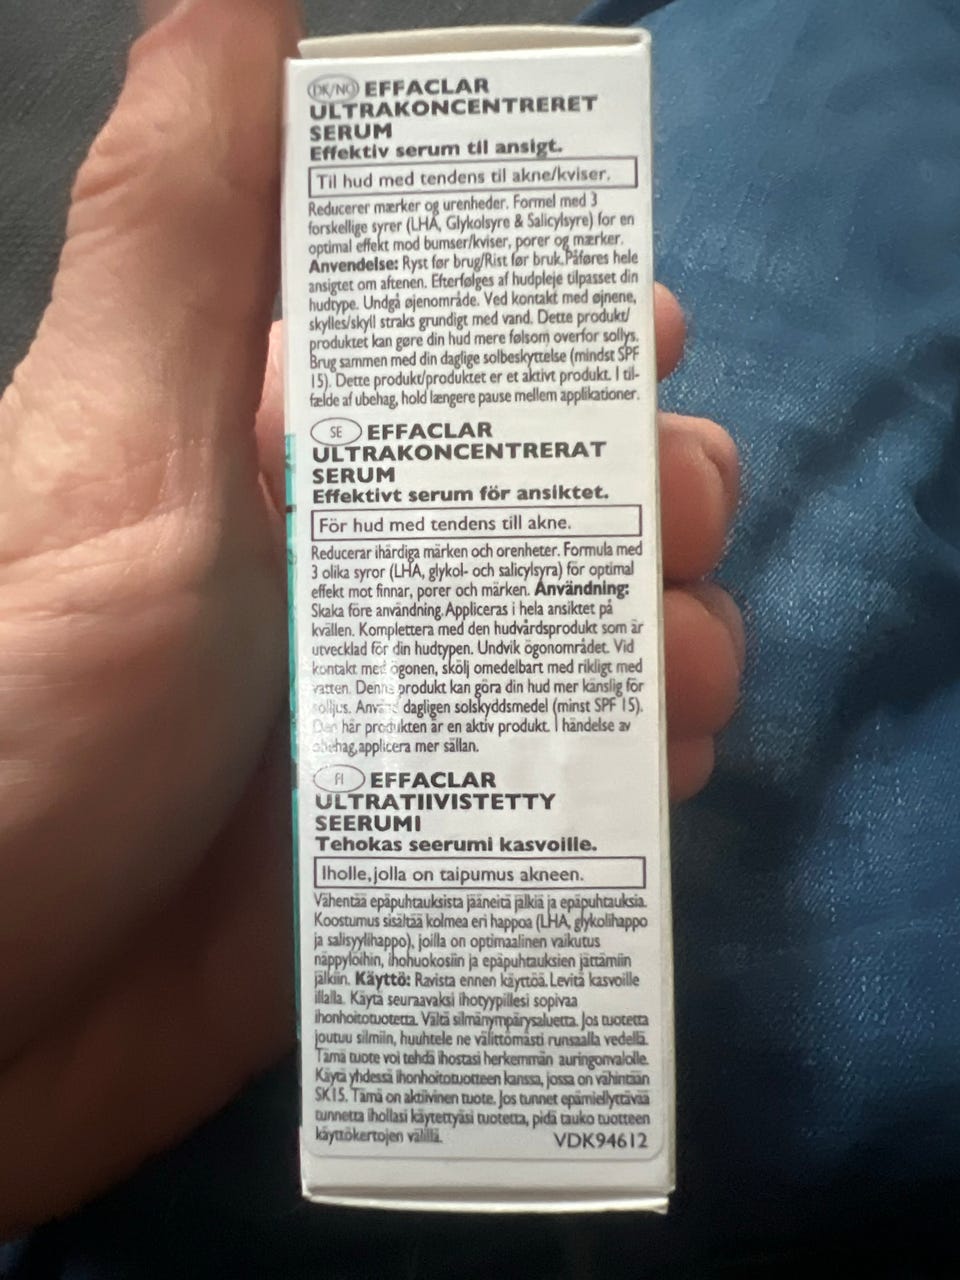 DK/NO EFFACLAR
ULTRAKONCENTRERET
SERUM
Effektiv serum til ansigt.
Til hud med tendens til akne/kviser.
Reducerer mærker og urenheder. Formel med 3
forskellige syrer (LHA, Glykolsyre & Salicylsyre) for en
optimal effekt mod bumser/kviser, porer og mærker.
Anvendelse: Ryst før brug/Rist før bruk. Påføres hele
ansigtet om aftenen. Efterfølges af hudpleje tilpasset din
hudtype. Undgå øjenområde. Ved kontakt med øjnene,
skylles/skyll straks grundigt med vand. Dette produkt/
produktet kan gøre din hud mere følsom overfor sollys.
Brug sammen med din daglige solbeskyttelse (mindst SPF
15). Dette produkt/produktet er et aktivt produkt. I til-
fælde af ubehag, hold længere pause mellem applikationer.
SE EFFACLAR
ULTRAKONCENTRERAT
SERUM
Effektivt serum för ansiktet.
För hud med tendens till akne.
Reducerar ihärdiga märken och orenheter. Formula med
3 olika syror (LHA, glykol- och salicylsyra) för optimal
effekt mot finnar, porer och märken. Användning:
Skaka före användning. Appliceras i hela ansiktet på
kvällen. Komplettera med den hudvårdsprodukt som är
utvecklad för din hudtypen. Undvik ögonområdet. Vid
kontakt med ögonen, skölj omedelbart med rikligt med
vatten. Denna produkt kan göra din hud mer känslig för
solljus. Använd dagligen solskyddsmedel (minst SPF 15).
Den här produkten är en aktiv produkt. I händelse av
obehag, applicera mer sällan.
FI EFFACLAR
ULTRATIIVISTETTY
SEERUMI
Tehokas seerumi kasvoille.
Iholle, jolla on taipumus akneen.
Vähentää epäpuhtauksista jääneitä jälkiä ja epäpuhtauksia.
Koostumus sisältää kolmea eri happoa (LHA, glykolihappo
ja salisyylihappo), joilla on optimaalinen vaikutus
näppylöihin, ihohuokosiin ja epäpuhtauksien jättämiin
jälkiin. Käyttö: Ravista ennen käyttöä. Levitä kasvoille
illalla. Käytä seuraavaksi ihotyypillesi sopivaa
ihonhoitotuotetta. Vältä silmänympärysaluetta. Jos tuotetta
joutuu silmiin, huuhtele ne välittömästi runsaalla vedellä.
Tämä tuote voi tehdä ihostasi herkemmän auringonvalolle.
Käytä yhdessä ihonhoitotuotteen kanssa, jossa on vähintään
SK15. Tämä on aktiivinen tuote. Jos tunnet epämiellyttävää
tunnetta ihollasi käytettyäsi tuotetta, pidä tauko tuotteen
käyttökertojen välillä. VDK94612